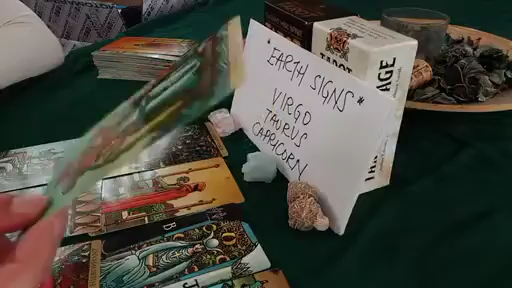 *EARTH SIGNS*
VIRGO
TAURUS
CAPRICORN
TAROT
AGE
B
J